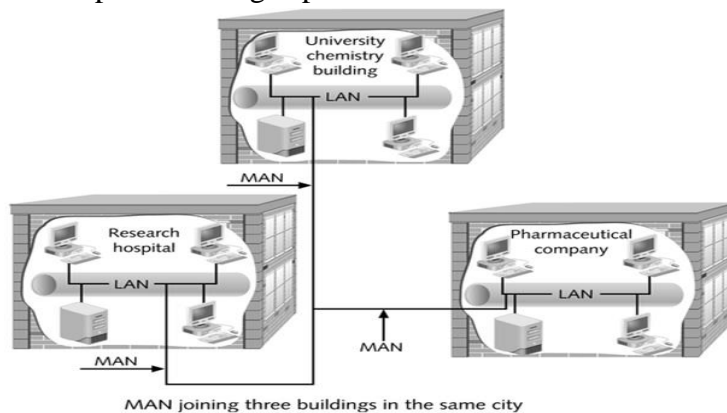 University
chemistry
building
LAN
MAN
Research
hospital
LAN
Pharmaceutical
company
LAN
MAN
MAN
MAN joining three buildings in the same city